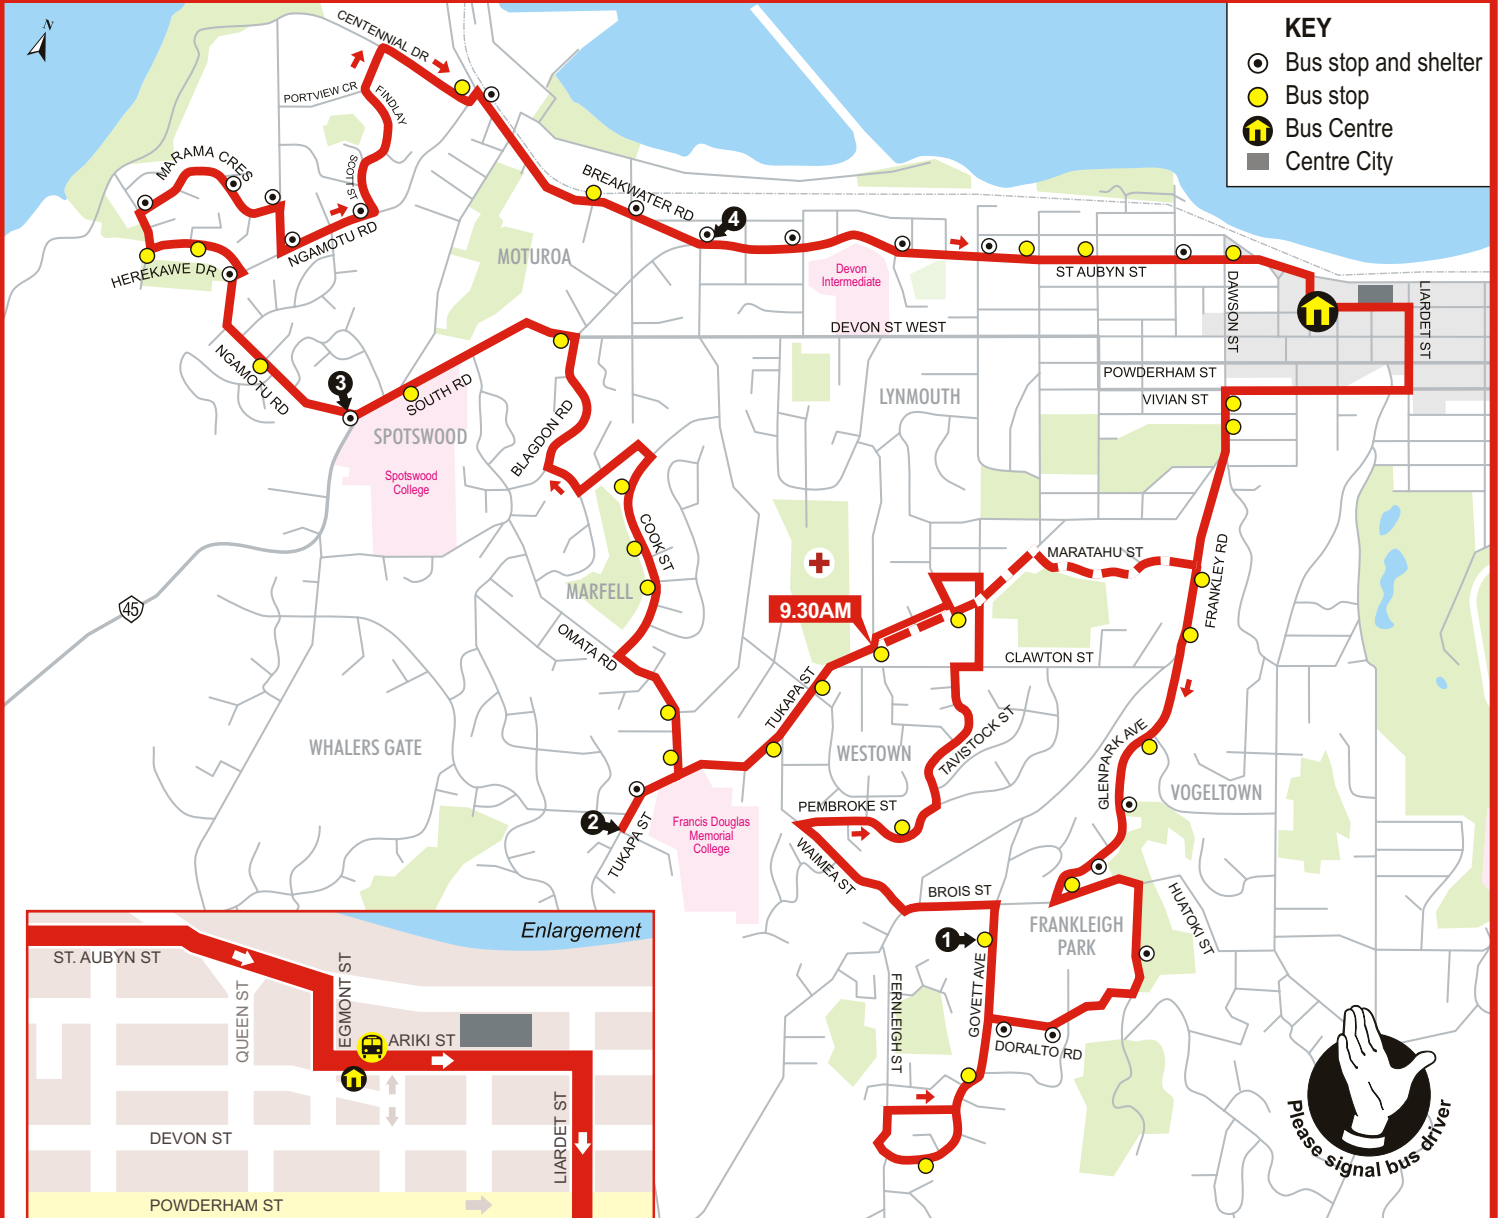 N
KEY
Bus stop and shelter
Bus stop
Bus Centre
Centre City
CENTENNIAL DR
PORTVIEW CR
FINDLAY
SCOTT ST
MARAMA CRES
NGAMOTU RD
HEREKAWE DR
BREAKWATER RD
4
MOTUROA
Devon
Intermediate
ST AUBYN ST
DAWSON ST
LIARDET ST
DEVON ST WEST
POWDERHAM ST
VIVIAN ST
NGAMOTU RD
3
SOUTH RD
SPOTSWOOD
Spotswood
College
BLAGDON RD
LYNMOUTH
COOK ST
MARFELL
OMATA RD
45
MARATAHU ST
FRANKLEY RD
9.30AM
CLAWTON ST
TUKAPA ST
WESTOWN
TAVISTOCK ST
GLENPARK AVE
VOGELTOWN
WHALERS GATE
PEMBROKE ST
2
TUKAPA ST
Francis Douglas
Memorial
College
WAIMEA ST
BROIS ST
HUATOKI ST
FRANKLEIGH
PARK
1
GOVETT AVE
FERNLEIGH ST
DORALTO RD
Please signal bus driver
Enlargement
ST. AUBYN ST
QUEEN ST
EGMONT ST
ARIKI ST
DEVON ST
LIARDET ST
POWDERHAM ST